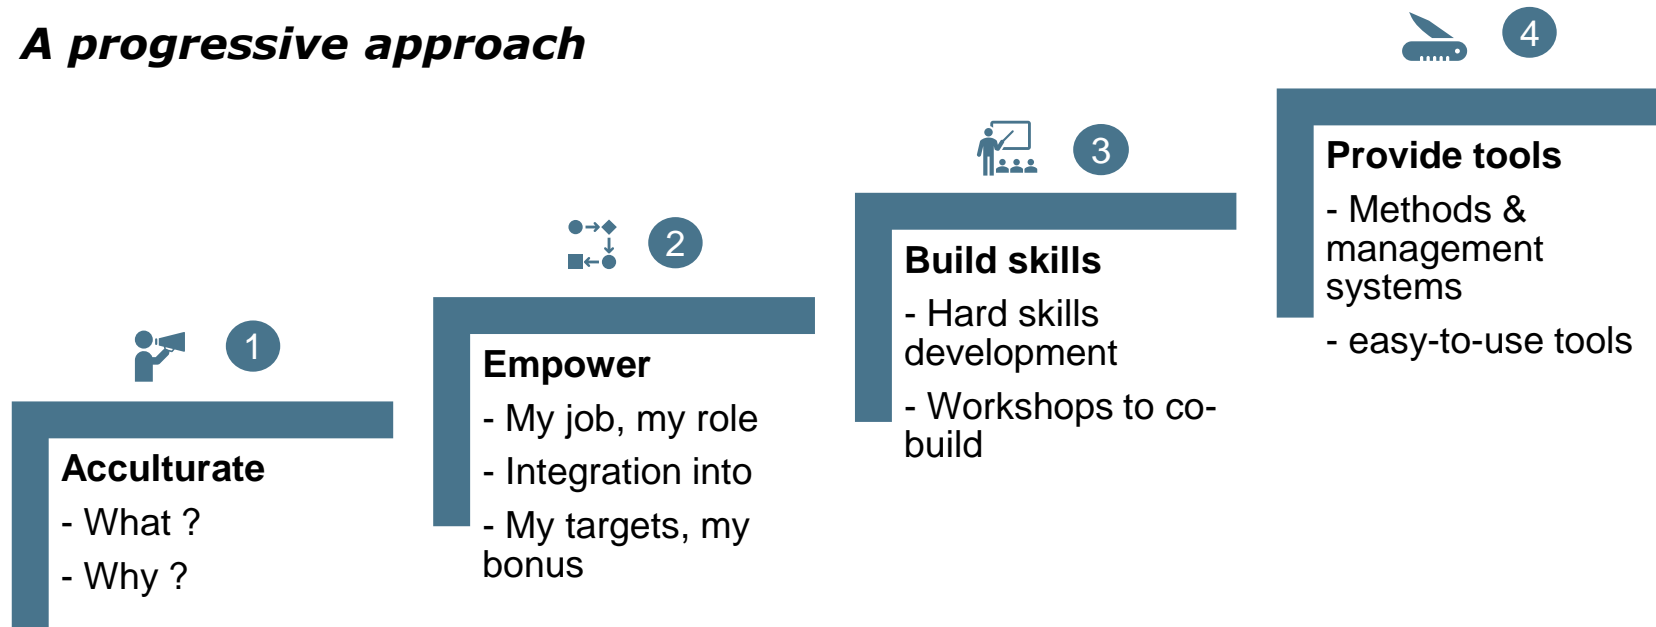 A progressive approach
1
Acculturate
- What ?
- Why ?
2
Empower
- My job, my role
- Integration into
- My targets, my
bonus
3
Build skills
- Hard skills
development
- Workshops to co-
build
4
Provide tools
- Methods &
management
systems
- easy-to-use tools